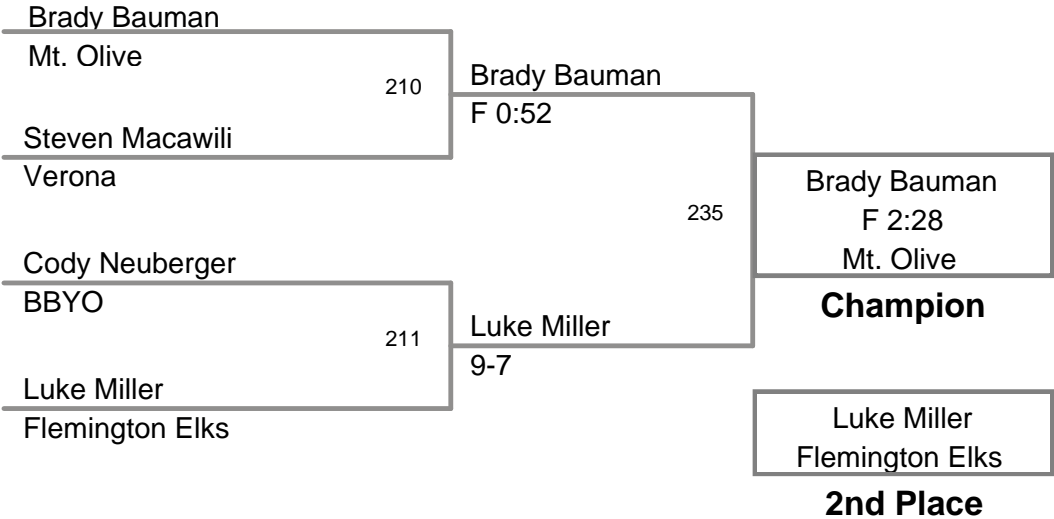 Brady Bauman
Mt. Olive
210
Steven Macawili
Verona
Brady Bauman
F 0:52
Cody Neuberger
BBYO
211
Luke Miller
Flemington Elks
Luke Miller
9-7
235
Brady Bauman
F 2:28
Mt. Olive
Champion
Luke Miller
Flemington Elks
2nd Place